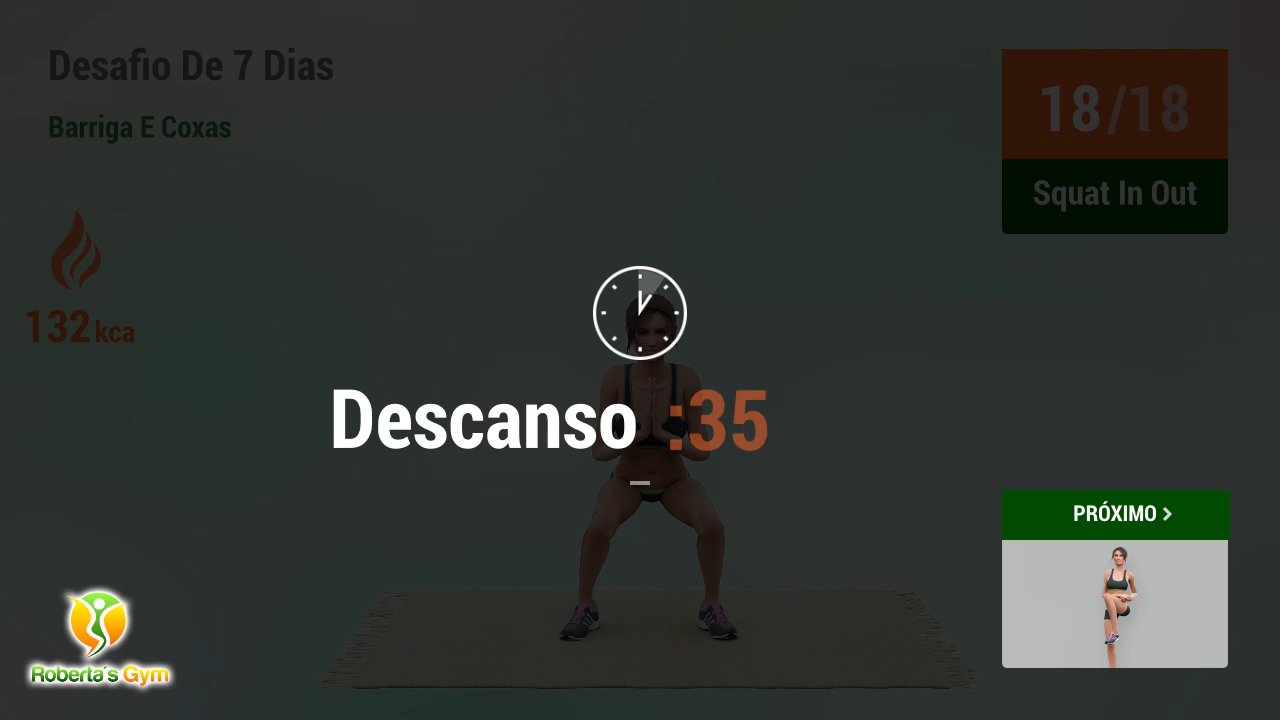 Desafio De 7 Dias
Barriga E Coxas
18/18
Squat In Out
132 kca
Descanso :35
PRÓXIMO >
Roberta´s Gym